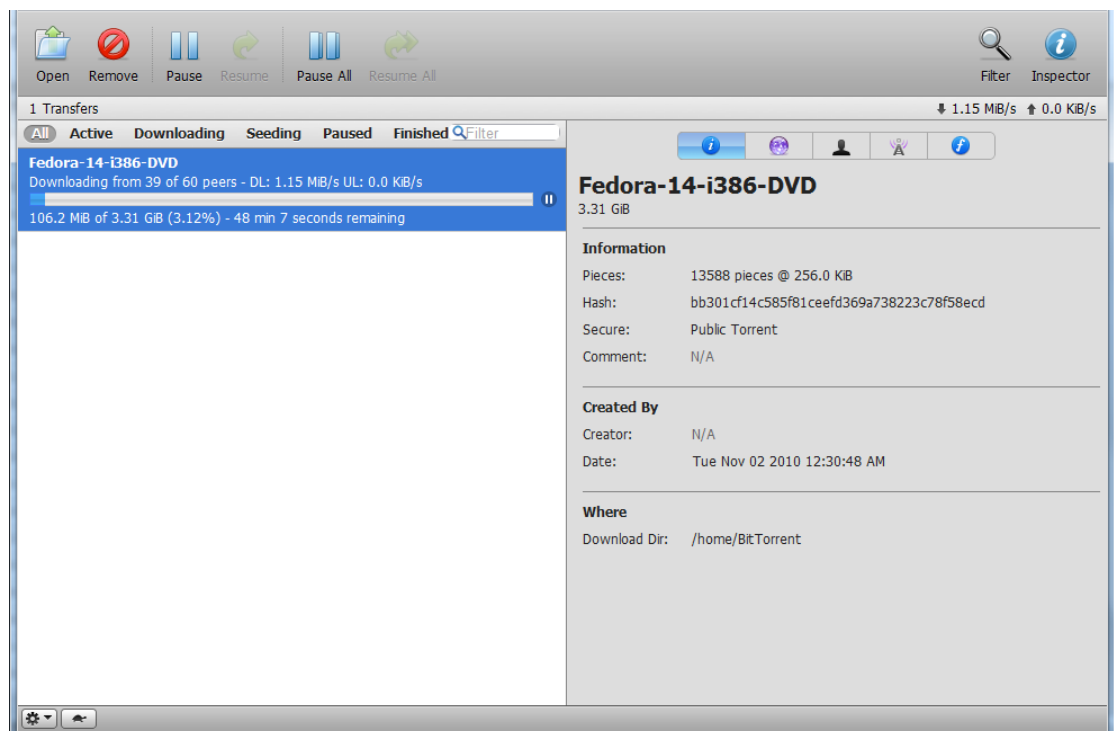 Open Remove Pause Resume Pause All Resume All Filter Inspector
1 Transfers 1.15 MiB/s 0.0 KiB/s
All Active Downloading Seeding Paused Finished Filter
Fedora-14-i386-DVD
Downloading from 39 of 60 peers - DL: 1.15 MiB/s UL: 0.0 KiB/s
106.2 MiB of 3.31 GiB (3.12%) - 48 min 7 seconds remaining
Fedora-14-i386-DVD
3.31 GiB
Information
Pieces: 13588 pieces @ 256.0 KiB
Hash: bb301cf14c585f81ceefd369a738223c78f58ecd
Secure: Public Torrent
Comment: N/A
Created By
Creator: N/A
Date: Tue Nov 02 2010 12:30:48 AM
Where
Download Dir: /home/BitTorrent